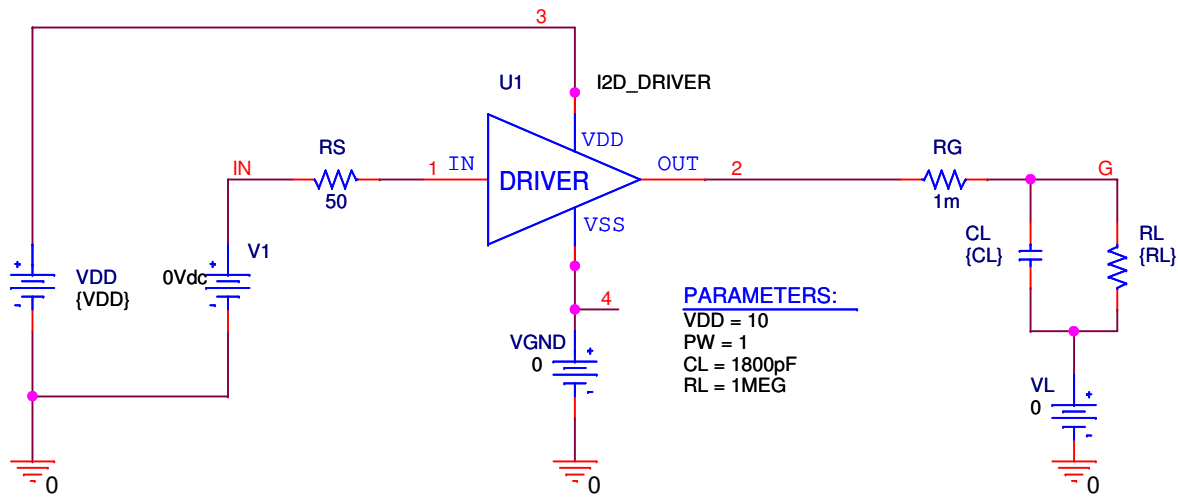 3
U1
I2D_DRIVER
VDD
IN
RS
50
1
IN
DRIVER
OUT
2
RG
1m
G
VSS
CL
{CL}
RL
{RL}
+
-
VDD
{VDD}
V1
0Vdc
+
-
4
VGND
0
+
-
PARAMETERS:
VDD = 10
PW = 1
CL = 1800pF
RL = 1MEG
VL
0
+
-
0
0
0